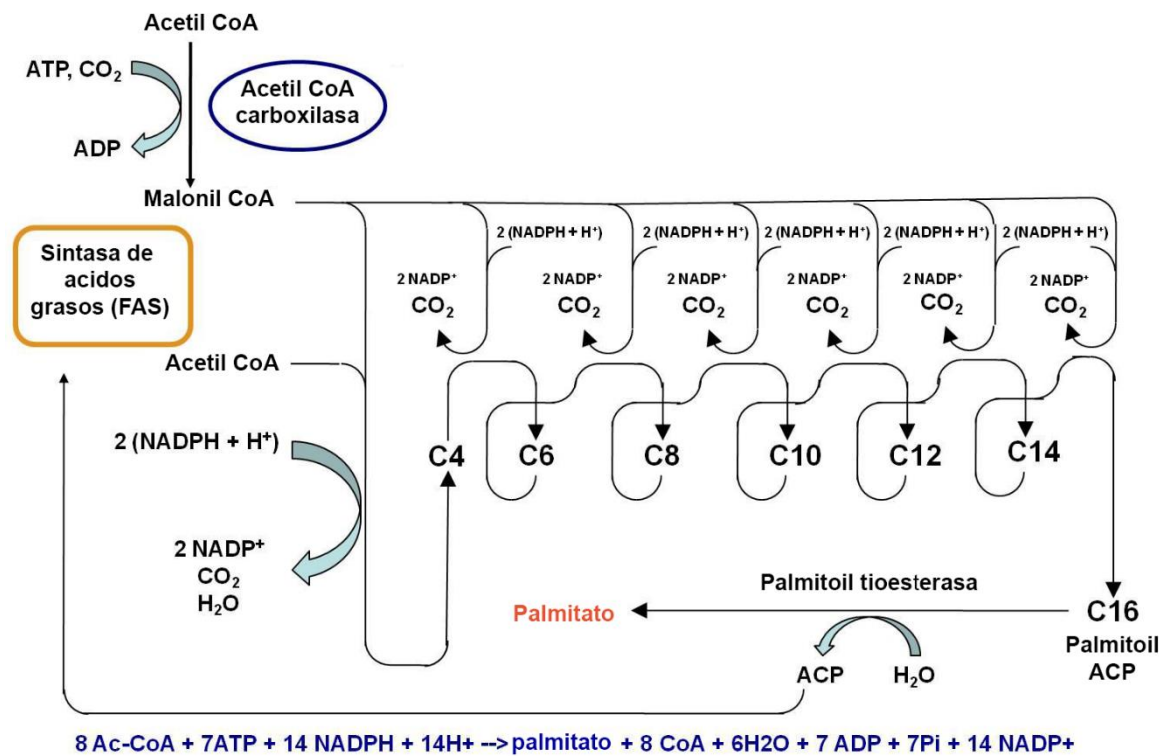 Acetil CoA
ATP, CO₂
Acetil CoA
carboxilasa
ADP
Malonil CoA
2 (NADPH + H⁺)
2 (NADPH + H⁺)
2 (NADPH + H⁺)
2 (NADPH + H⁺)
2 (NADPH + H⁺)
Sintasa de
acidos
grasos (FAS)
2 NADP⁺
CO₂
2 NADP⁺
CO₂
2 NADP⁺
CO₂
2 NADP⁺
CO₂
2 NADP⁺
CO₂
2 NADP⁺
CO₂
Acetil CoA
2 (NADPH + H⁺)
C4
C6
C8
C10
C12
C14
2 NADP⁺
CO₂
H₂O
Palmitoil tioesterasa
Palmitato
C16
Palmitoil
ACP
ACP
H₂O
8 Ac-CoA + 7ATP + 14 NADPH + 14H+ -->palmitato + 8 CoA + 6H2O + 7 ADP + 7Pi + 14 NADP+